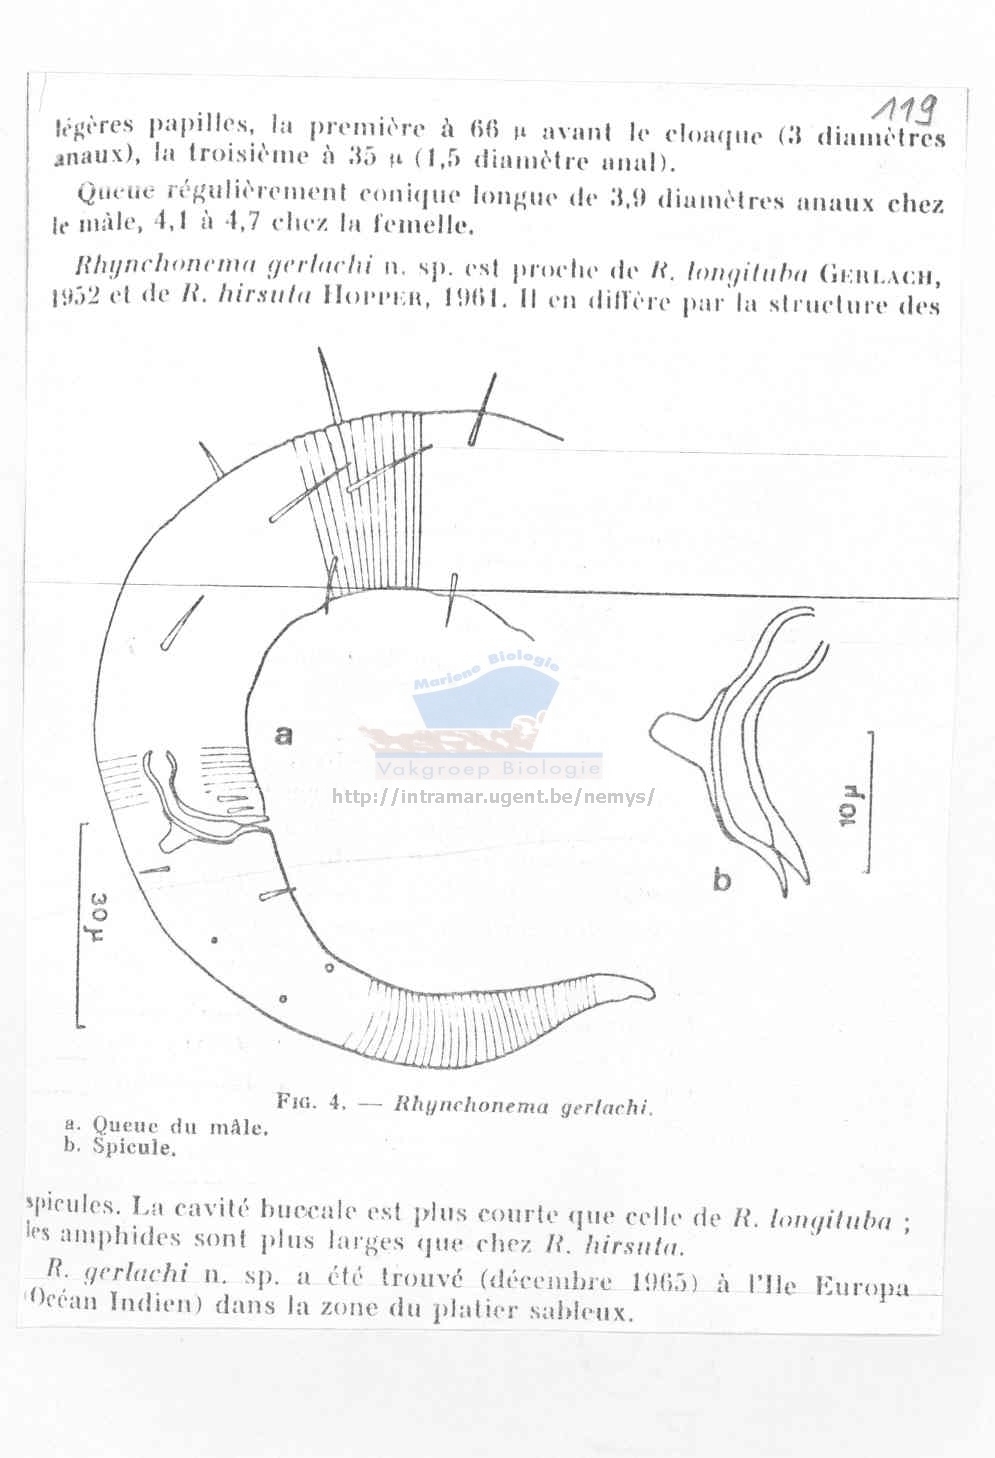 119
légères papilles, la première à 66 µ avant le cloaque (3 diamètres
anaux), la troisième à 35 µ (1,5 diamètre anal).
Queue régulièrement conique longue de 3,9 diamètres anaux chez
le mâle, 4,1 à 4,7 chez la femelle.
Rhynchonema gerlachi n. sp. est proche de R. longituba GERLACH,
1952 et de R. hirsuta HOPPER, 1961. Il en diffère par la structure des
a
Mariene Biologie
Vakgroep Biologie
http://intramar.ugent.be/nemys/
10 µ
b
30 µ
FIG. 4. — Rhynchonema gerlachi.
a. Queue du mâle.
b. Spicule.
spicules. La cavité buccale est plus courte que celle de R. longituba ;
les amphides sont plus larges que chez R. hirsuta.
R. gerlachi n. sp. a été trouvé (décembre 1965) à l'Ile Europa
(Océan Indien) dans la zone du platier sableux.